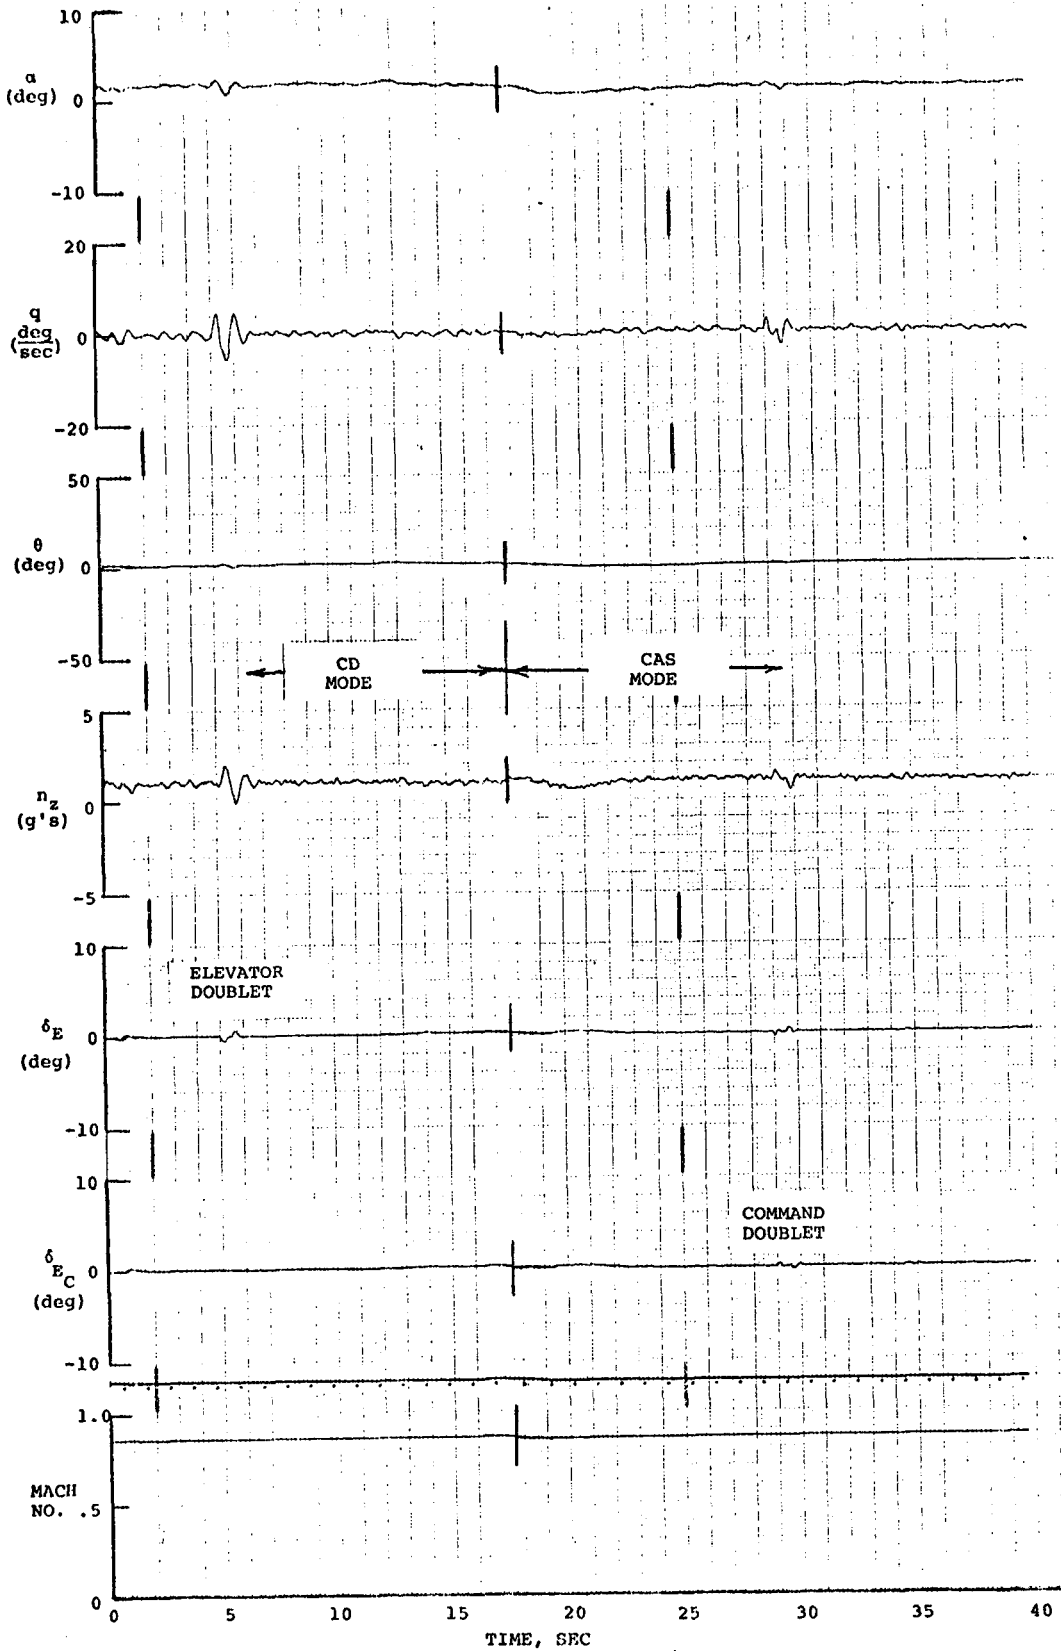 10
α
(deg)
0
-10
20
q
deg
(sec)
0
-20
50
θ
(deg)
0
-50
CD
MODE
CAS
MODE
5
n_z
(g's)
0
-5
10
ELEVATOR
DOUBLET
δ_E
(deg)
0
-10
10
COMMAND
DOUBLET
δ_E_C
(deg)
0
-10
1.0
MACH
NO. .5
0
0 5 10 15 20 25 30 35 40
TIME, SEC